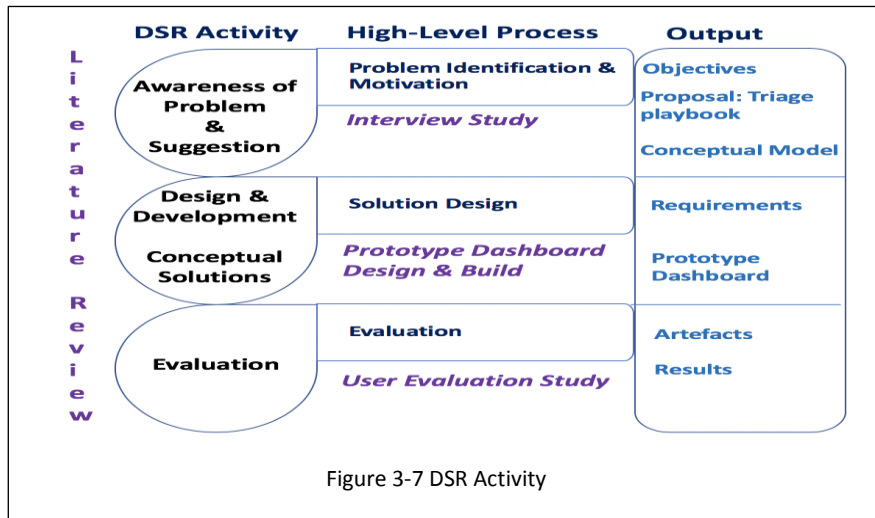 Literature Review
DSR Activity
High-Level Process
Output
Awareness of
Problem
&
Suggestion
Problem Identification &
Motivation
Interview Study
Objectives
Proposal: Triage
playbook
Conceptual Model
Design &
Development
Conceptual
Solutions
Solution Design
Prototype Dashboard
Design & Build
Requirements
Prototype
Dashboard
Evaluation
Evaluation
User Evaluation Study
Artefacts
Results
Figure 3-7 DSR Activity